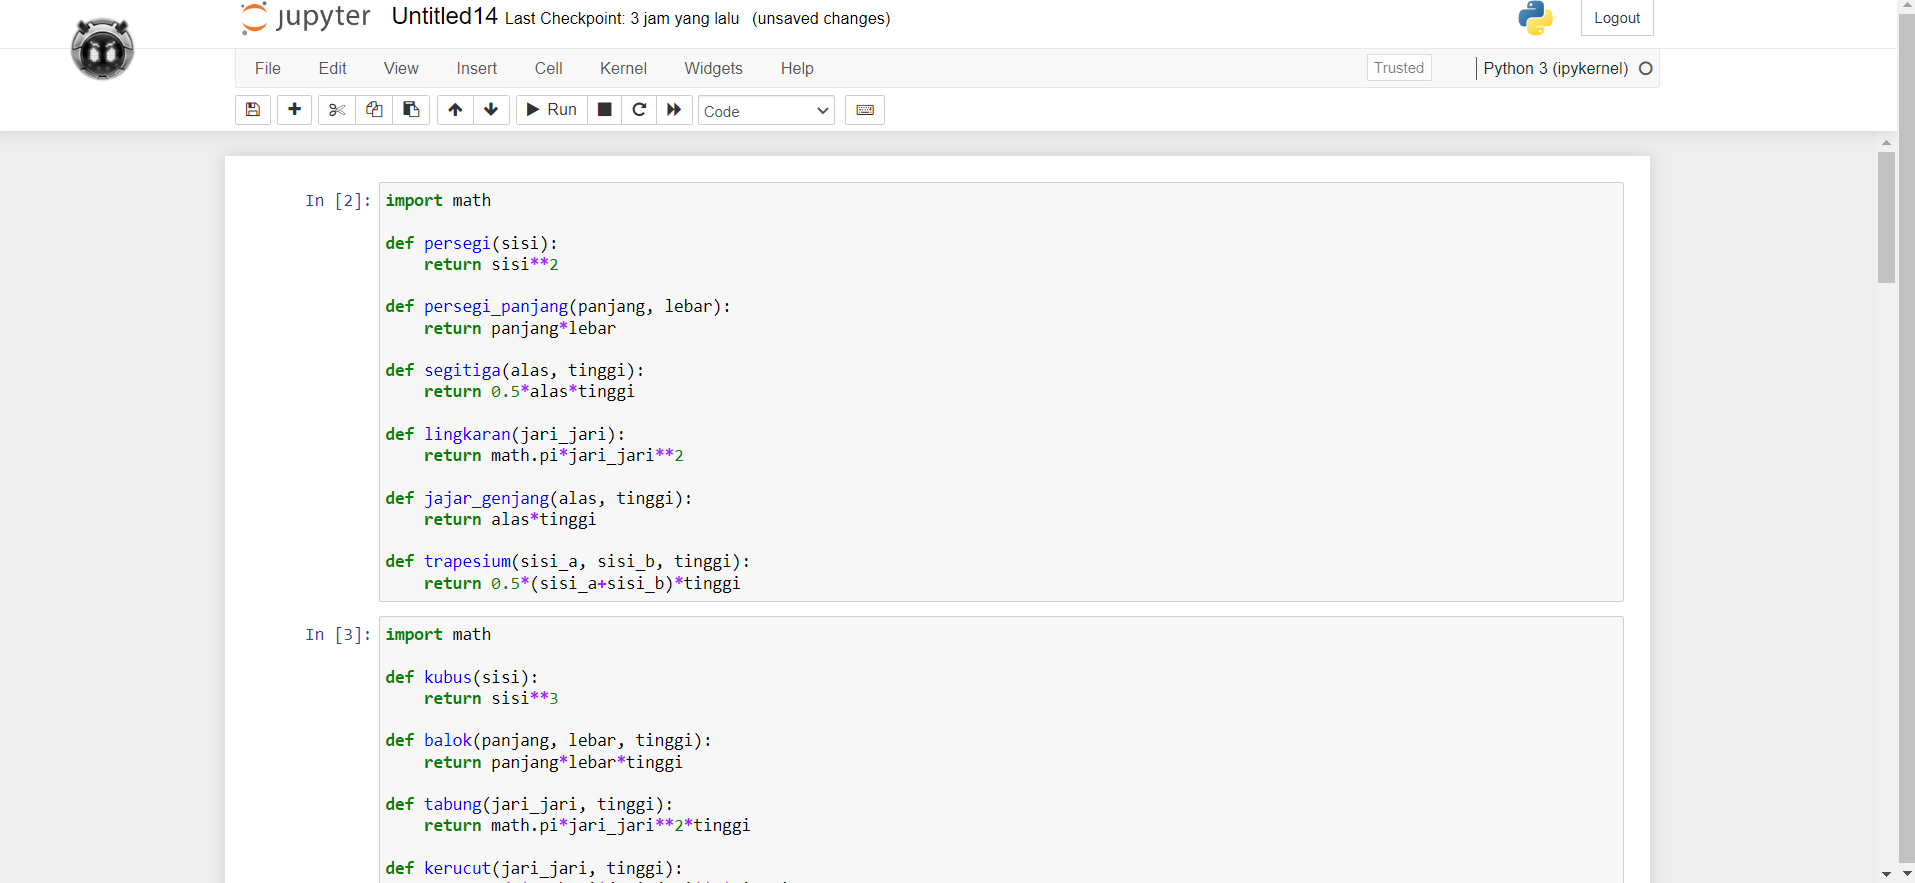 jupyter Untitled14 Last Checkpoint: 3 jam yang lalu (unsaved changes)
Logout
File Edit View Insert Cell Kernel Widgets Help
Trusted
Python 3 (ipykernel)
Run
Code
In [2]:
import math
def persegi(sisi):
    return sisi**2
def persegi_panjang(panjang, lebar):
    return panjang*lebar
def segitiga(alas, tinggi):
    return 0.5*alas*tinggi
def lingkaran(jari_jari):
    return math.pi*jari_jari**2
def jajar_genjang(alas, tinggi):
    return alas*tinggi
def trapesium(sisi_a, sisi_b, tinggi):
    return 0.5*(sisi_a+sisi_b)*tinggi
In [3]:
import math
def kubus(sisi):
    return sisi**3
def balok(panjang, lebar, tinggi):
    return panjang*lebar*tinggi
def tabung(jari_jari, tinggi):
    return math.pi*jari_jari**2*tinggi
def kerucut(jari_jari, tinggi):